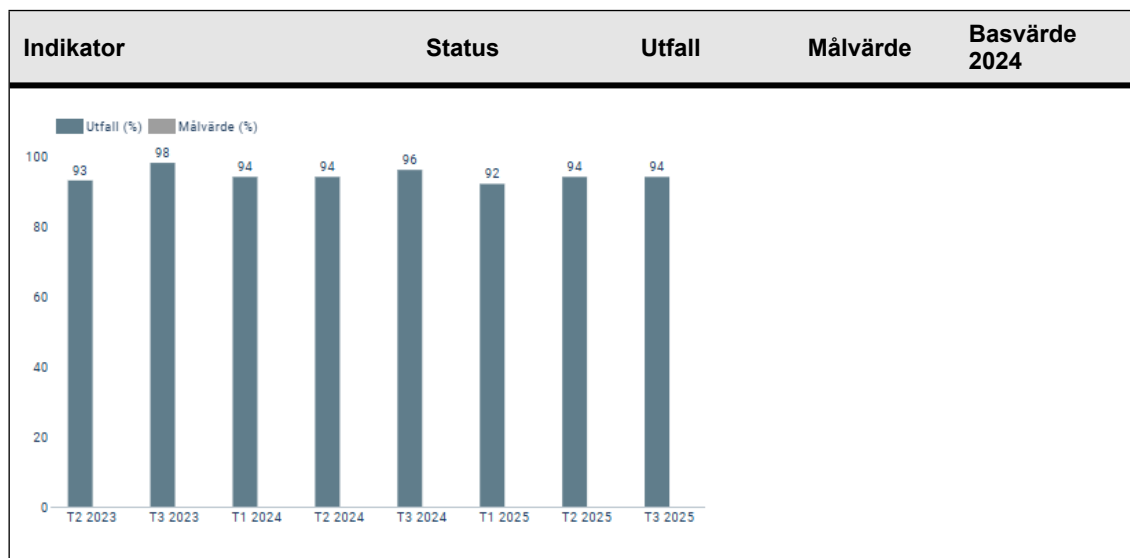 Indikator Status Utfall Målvärde Basvärde 2024
Utfall (%) Målvärde (%)
100
80
60
40
20
0
93 98 94 94 96 92 94 94
T2 2023 T3 2023 T1 2024 T2 2024 T3 2024 T1 2025 T2 2025 T3 2025